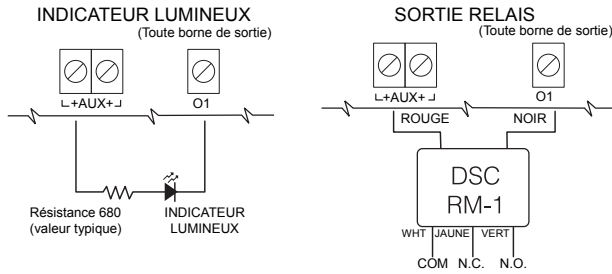 INDICATEUR LUMINEUX
(Toute borne de sortie)
+AUX+
O1
Résistance 680
(valeur typique)
INDICATEUR
LUMINEUX
SORTIE RELAIS
(Toute borne de sortie)
+AUX+
O1
ROUGE
NOIR
DSC
RM-1
WHT JAUNE VERT
COM N.C. N.O.